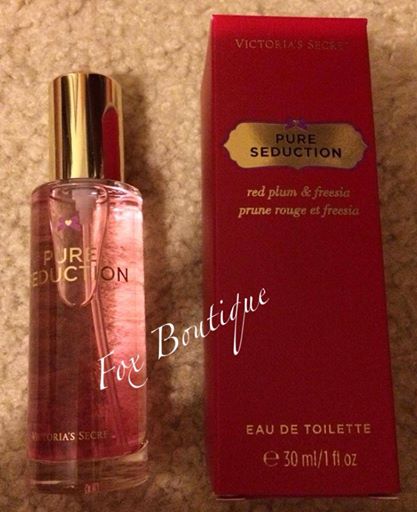 VICTORIA'S SECRET
PURE
SEDUCTION
red plum & freesia
prune rouge et freesia
EAU DE TOILETTE
℮ 30 ml/1 fl oz
PURE
SEDUCTION
VICTORIA'S SECRET
Fox Boutique